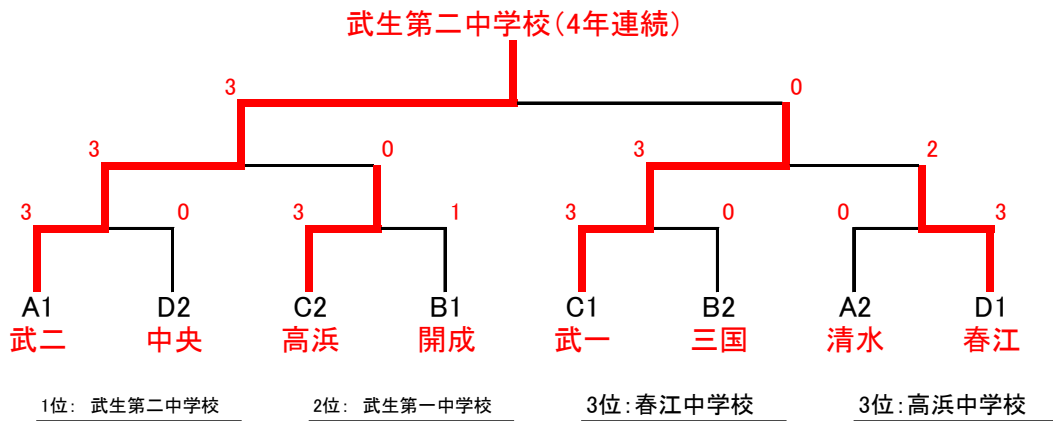 武生第二中学校(4年連続)
3 0
3 0 3 2
3 0 3 1 3 0 0 3
A1 D2 C2 B1 C1 B2 A2 D1
武二 中央 高浜 開成 武一 三国 清水 春江
1位： 武生第二中学校 2位： 武生第一中学校 3位：春江中学校 3位：高浜中学校